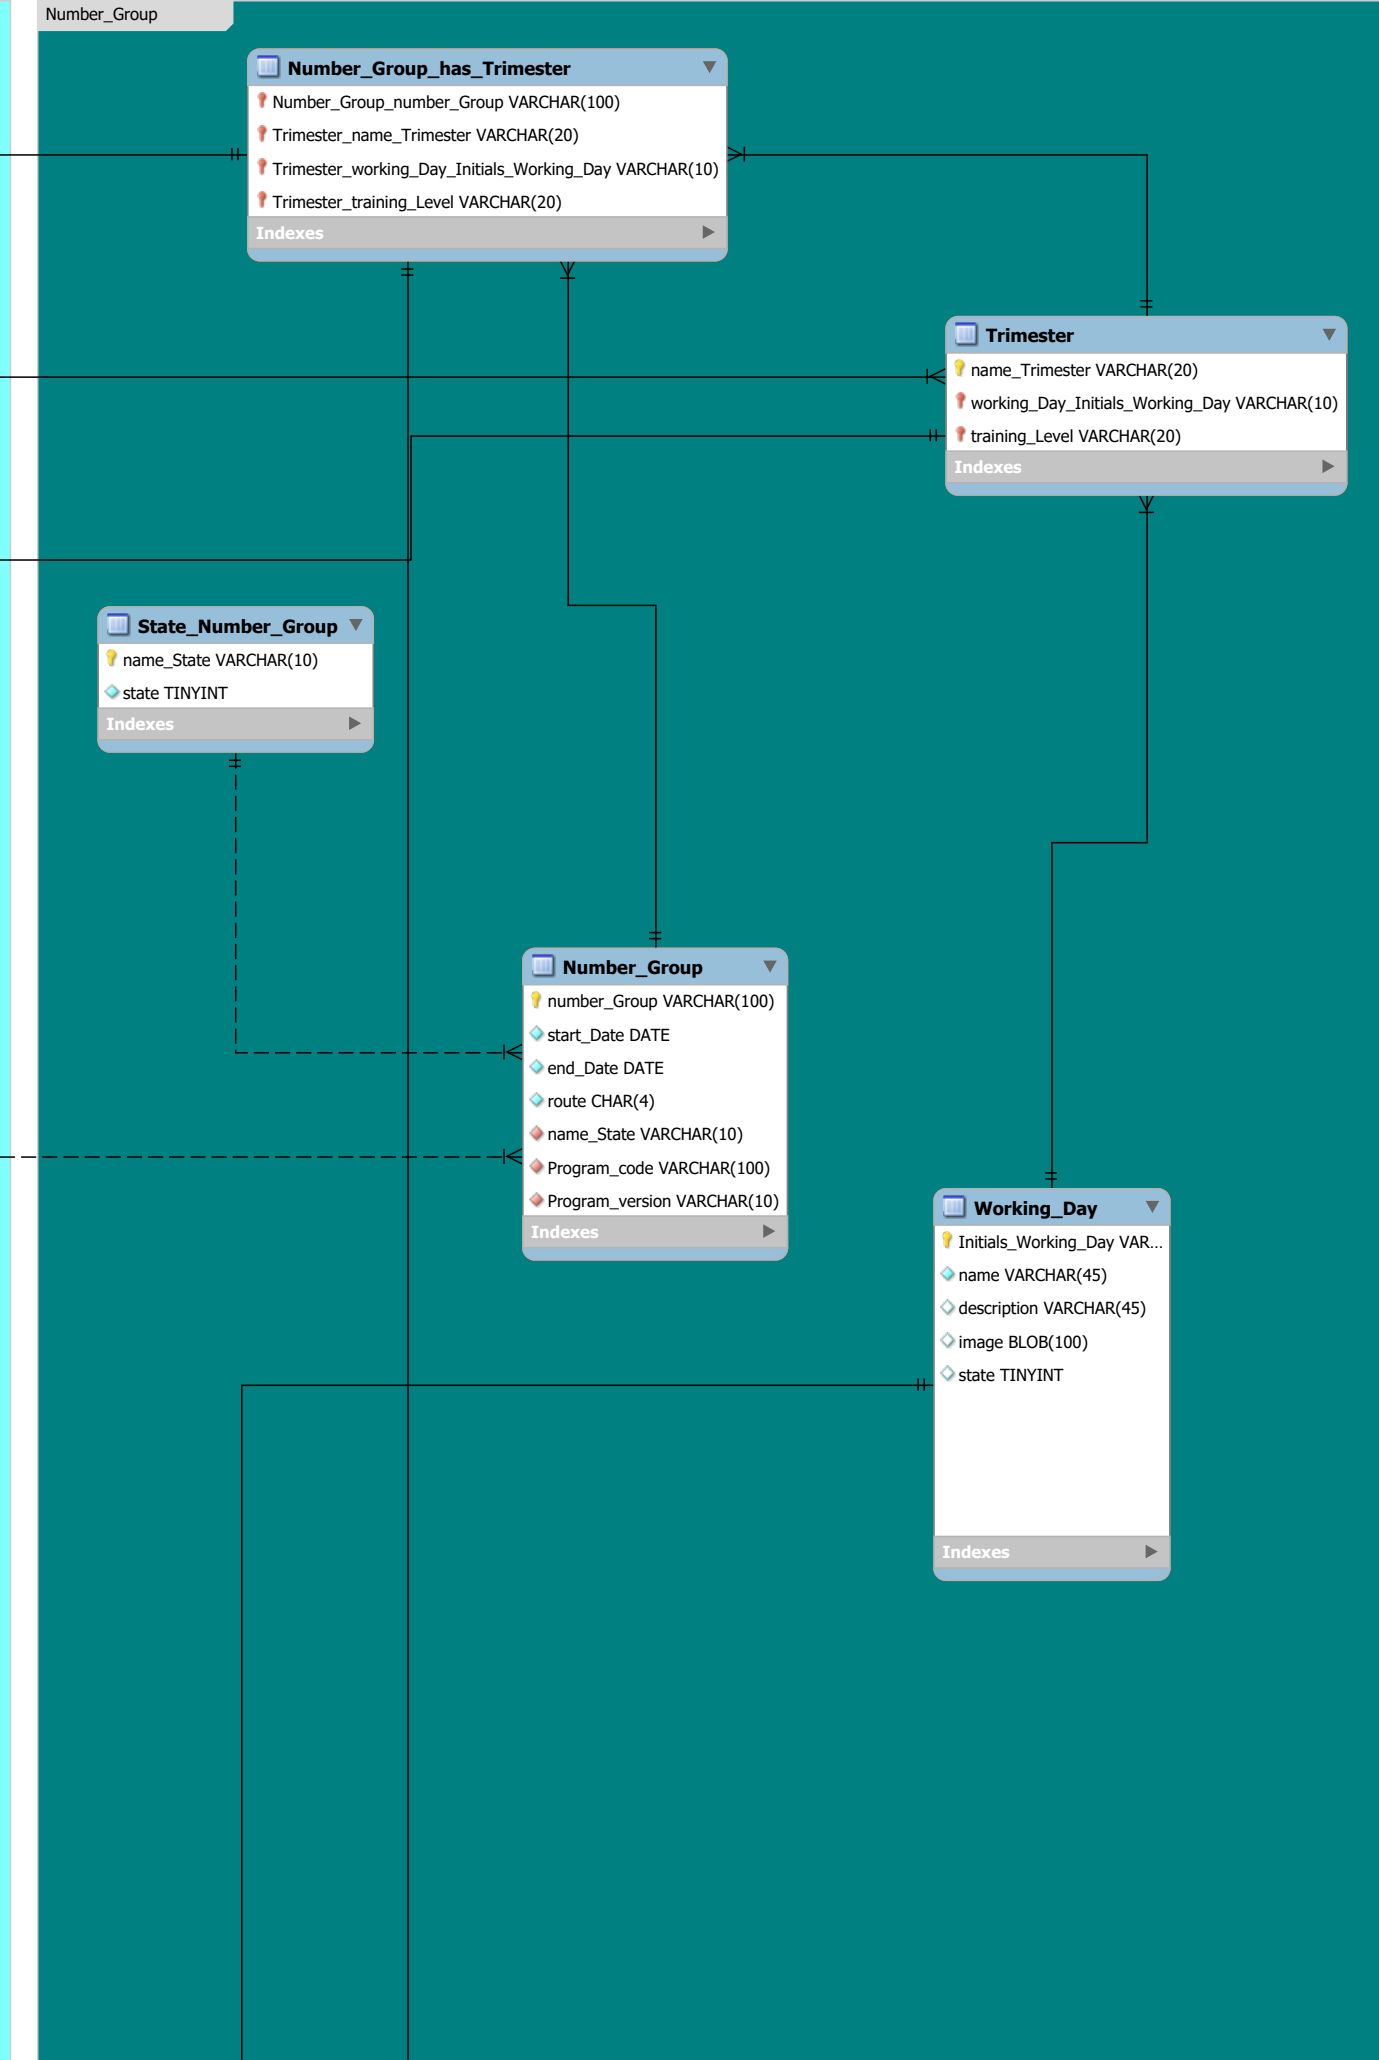 Number_Group
Number_Group_has_Trimester
Number_Group_number_Group VARCHAR(100)
Trimester_name_Trimester VARCHAR(20)
Trimester_working_Day_Initials_Working_Day VARCHAR(10)
Trimester_training_Level VARCHAR(20)
Indexes
Trimester
name_Trimester VARCHAR(20)
working_Day_Initials_Working_Day VARCHAR(10)
training_Level VARCHAR(20)
Indexes
State_Number_Group
name_State VARCHAR(10)
state TINYINT
Indexes
Number_Group
number_Group VARCHAR(100)
start_Date DATE
end_Date DATE
route CHAR(4)
name_State VARCHAR(10)
Program_code VARCHAR(100)
Program_version VARCHAR(10)
Indexes
Working_Day
Initials_Working_Day VAR...
name VARCHAR(45)
description VARCHAR(45)
image BLOB(100)
state TINYINT
Indexes